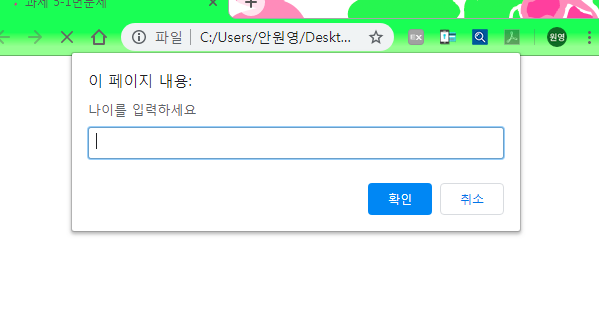 과제 5-1번문제
파일 C:/Users/안원영/Deskt...
원영
이 페이지 내용:
나이를 입력하세요
확인 취소